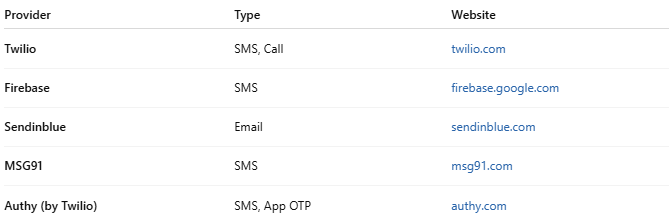 Provider Type Website
Twilio SMS, Call twilio.com
Firebase SMS firebase.google.com
Sendinblue Email sendinblue.com
MSG91 SMS msg91.com
Authy (by Twilio) SMS, App OTP authy.com